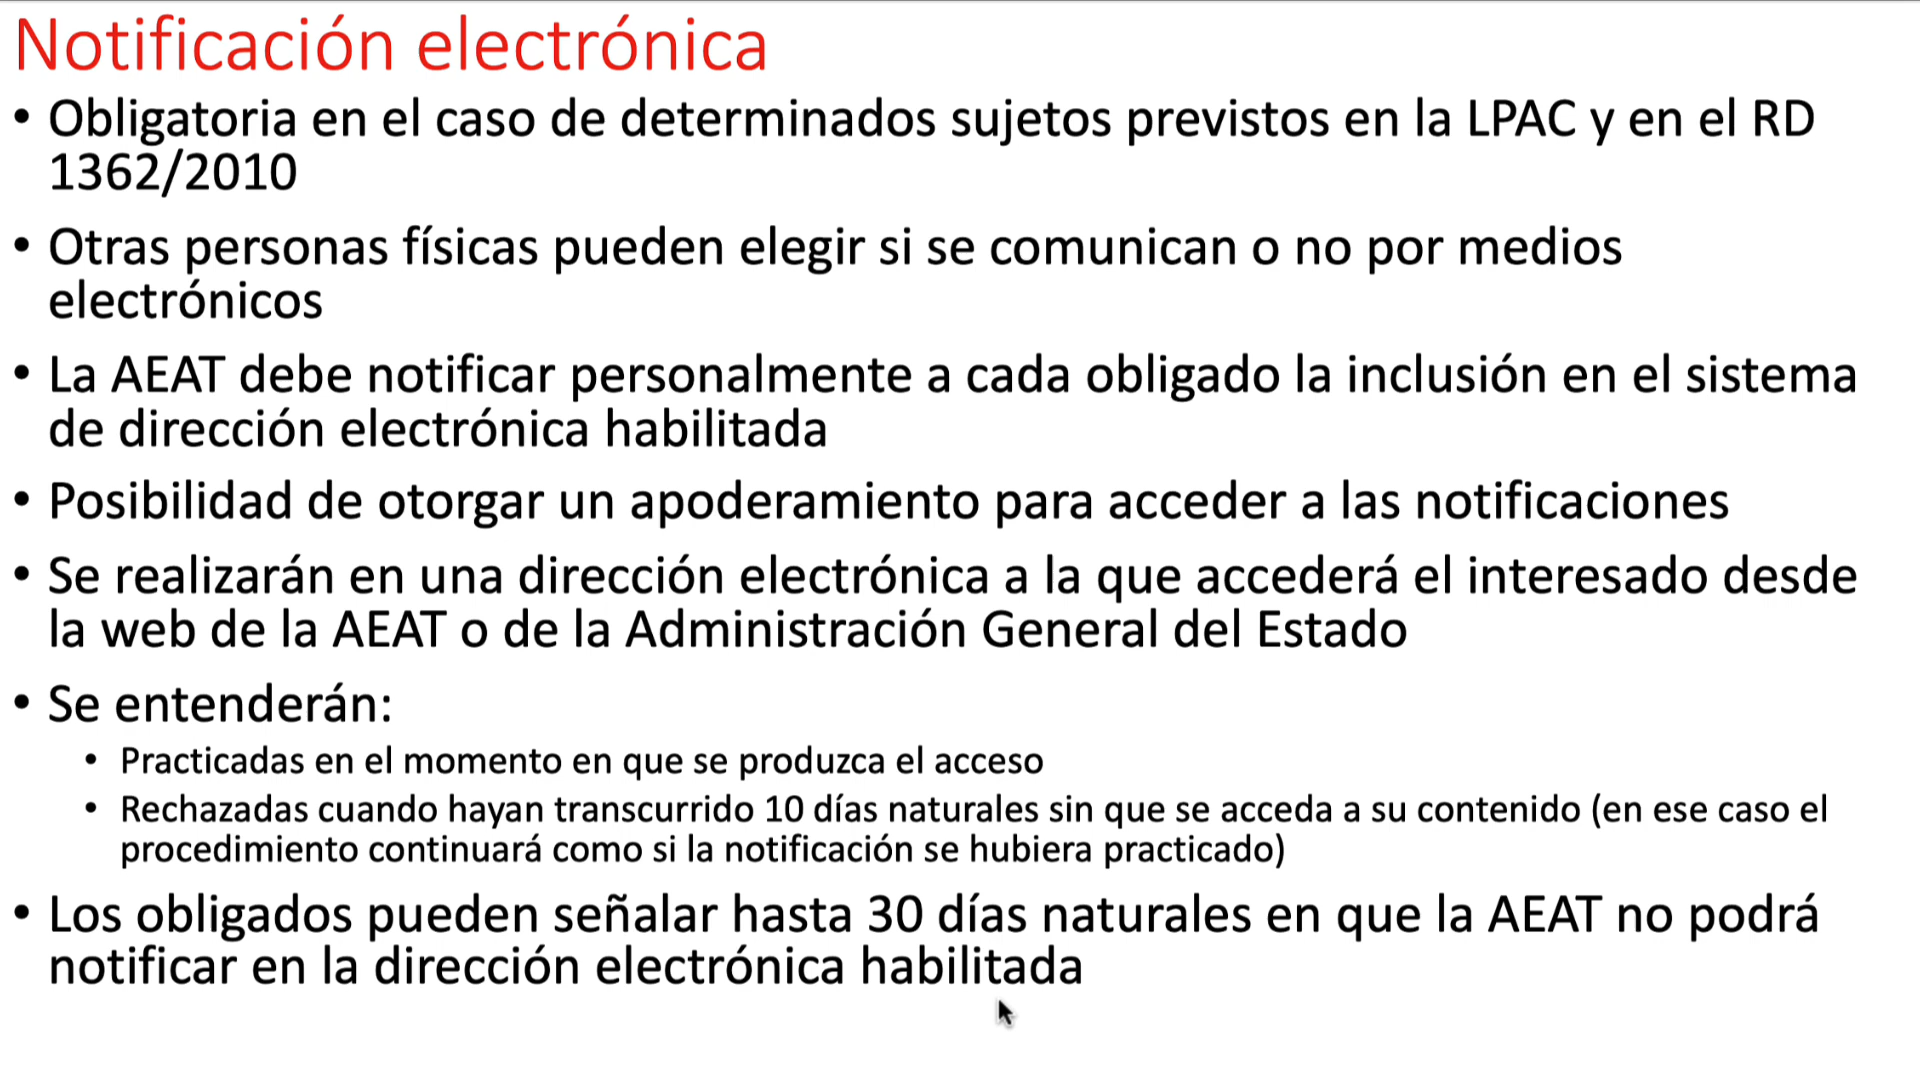 Notificación electrónica
• Obligatoria en el caso de determinados sujetos previstos en la LPAC y en el RD
1362/2010
• Otras personas físicas pueden elegir si se comunican o no por medios
electrónicos
• La AEAT debe notificar personalmente a cada obligado la inclusión en el sistema
de dirección electrónica habilitada
• Posibilidad de otorgar un apoderamiento para acceder a las notificaciones
• Se realizarán en una dirección electrónica a la que accederá el interesado desde
la web de la AEAT o de la Administración General del Estado
• Se entenderán:
• Practicadas en el momento en que se produzca el acceso
• Rechazadas cuando hayan transcurrido 10 días naturales sin que se acceda a su contenido (en ese caso el
procedimiento continuará como si la notificación se hubiera practicado)
• Los obligados pueden señalar hasta 30 días naturales en que la AEAT no podrá
notificar en la dirección electrónica habilitada